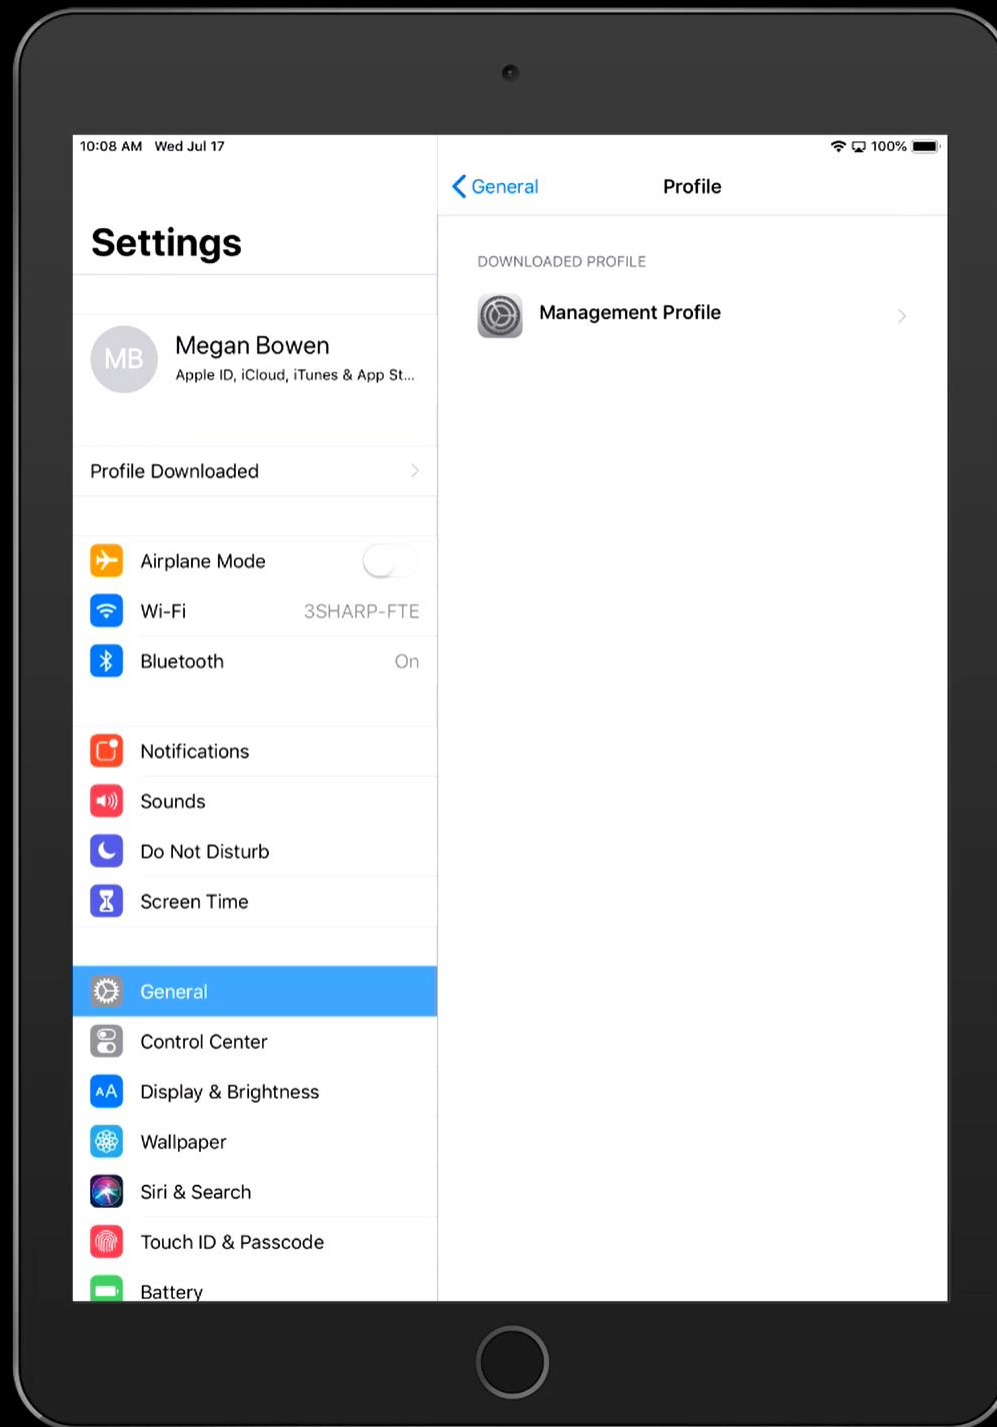 10:08 AM Wed Jul 17
100%
Settings
MB
Megan Bowen
Apple ID, iCloud, iTunes & App St...
Profile Downloaded
Airplane Mode
Wi-Fi 3SHARP-FTE
Bluetooth On
Notifications
Sounds
Do Not Disturb
Screen Time
General
Control Center
AA Display & Brightness
Wallpaper
Siri & Search
Touch ID & Passcode
Battery
General
Profile
DOWNLOADED PROFILE
Management Profile